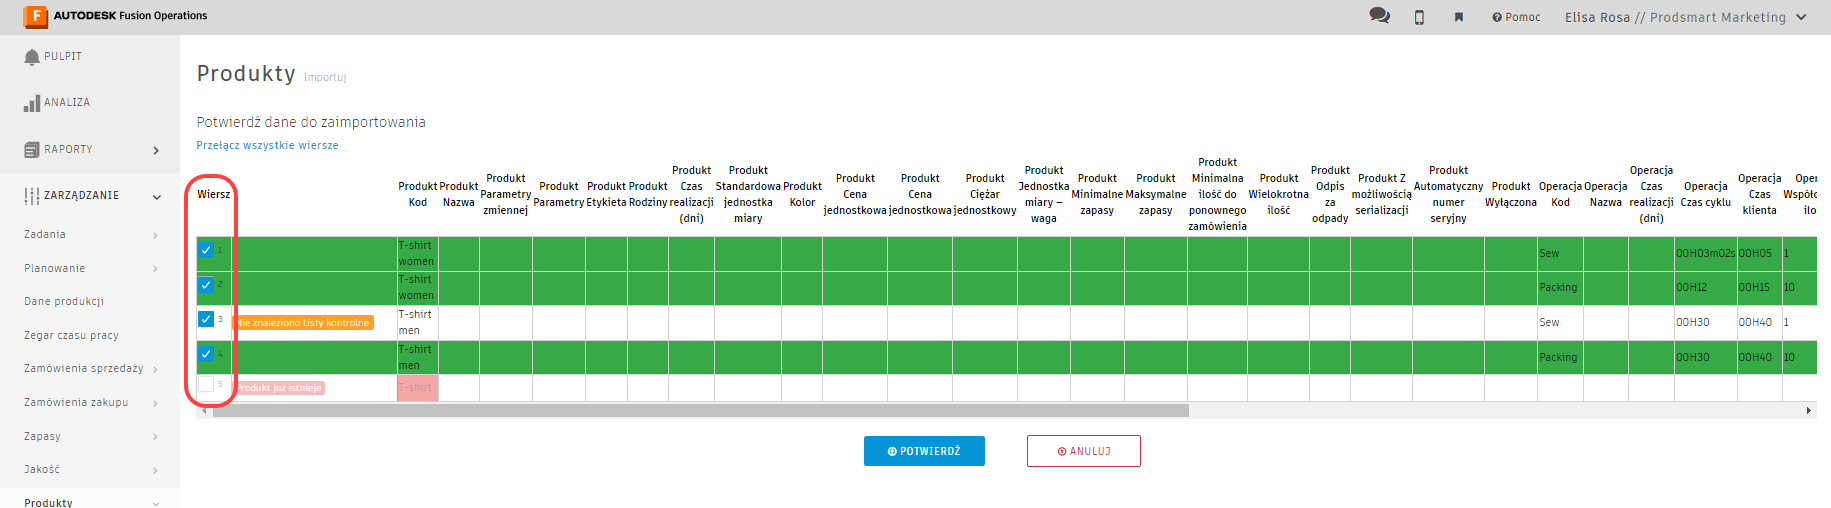 AUTODESK Fusion Operations
Pomoc
Elisa Rosa // Prodsmart Marketing
PULPIT
ANALIZA
RAPORTY
ZARZĄDZANIE
Zadania
Planowanie
Dane produkcji
Zegar czasu pracy
Zamówienia sprzedaży
Zamówienia zakupu
Zapasy
Jakość
Produkty
Produkty Importuj
Potwierdź dane do zaimportowania
Przełącz wszystkie wiersze
Wiersz
Produkt Kod
Produkt Nazwa
Produkt Parametry zmiennej
Produkt Parametry
Produkt Etykieta
Produkt Rodziny
Produkt Czas realizacji (dni)
Produkt Standardowa jednostka miary
Produkt Kolor
Produkt Cena jednostkowa
Produkt Cena jednostkowa
Produkt Ciężar jednostkowy
Produkt Jednostka miary – waga
Produkt Minimalne zapasy
Produkt Maksymalne zapasy
Produkt Minimalna ilość do ponownego zamówienia
Produkt Wielokrotna ilość
Produkt Odpis za odpady
Produkt Z możliwością serializacji
Produkt Automatyczny numer seryjny
Produkt Wyłączona
Operacja Kod
Operacja Nazwa
Operacja Czas realizacji (dni)
Operacja Czas cyklu
Operacja Czas klienta
Oper Współc ilo
1 T-shirt women Sew 00H03m02s 00H05 1
2 T-shirt women Packing 00H12 00H15 10
3 Nie znaleziono Listy kontrolne T-shirt men Sew 00H30 00H40 1
4 T-shirt men Packing 00H30 00H40 10
5 Produkt już istnieje T-shirt
POTWIERDŹ
ANULUJ